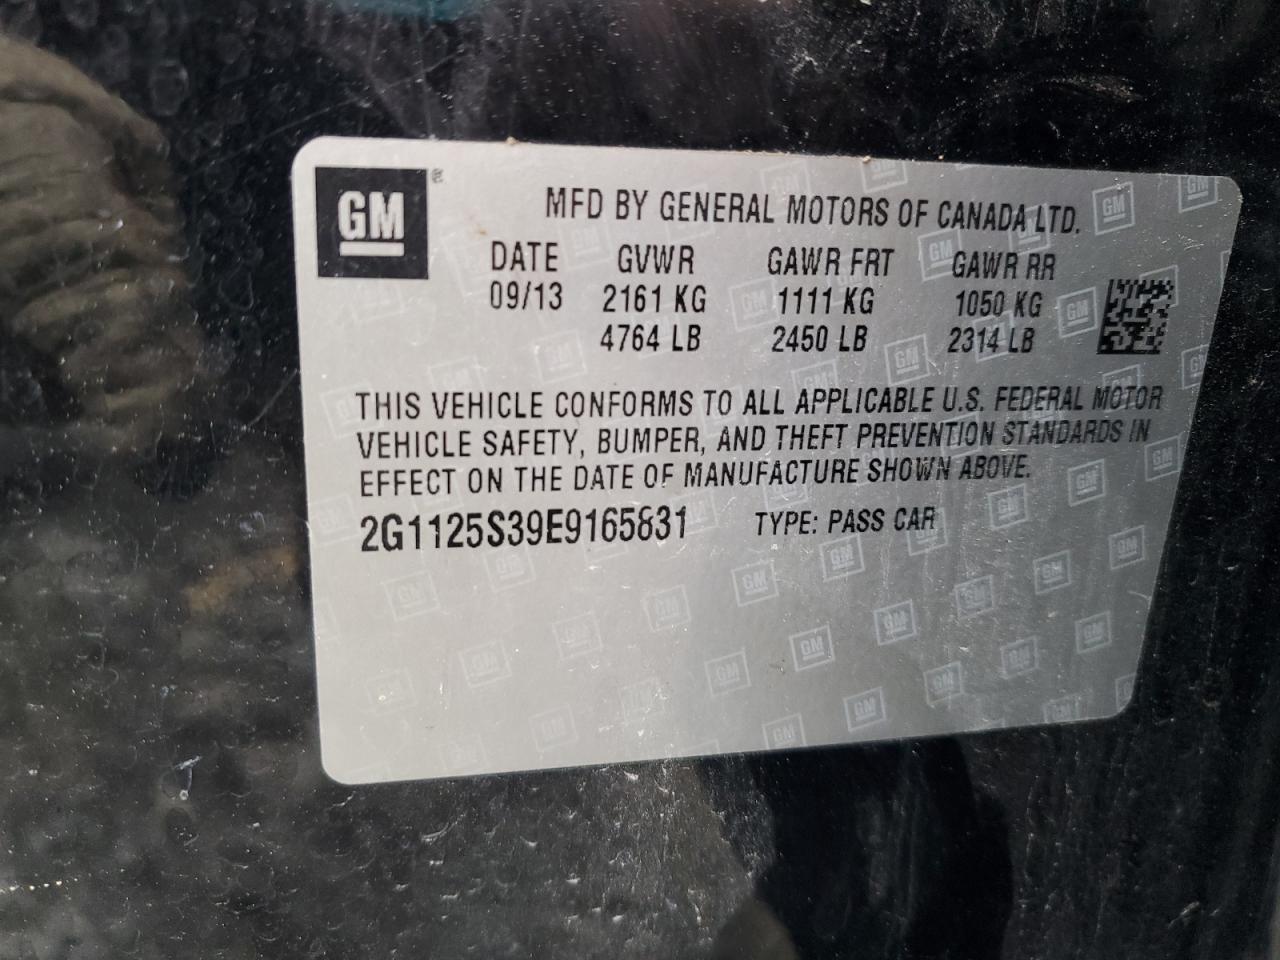 GM ®
MFD BY GENERAL MOTORS OF CANADA LTD.
DATE GVWR GAWR FRT GAWR RR
09/13 2161 KG 1111 KG 1050 KG
4764 LB 2450 LB 2314 LB
THIS VEHICLE CONFORMS TO ALL APPLICABLE U.S. FEDERAL MOTOR
VEHICLE SAFETY, BUMPER, AND THEFT PREVENTION STANDARDS IN
EFFECT ON THE DATE OF MANUFACTURE SHOWN ABOVE.
2G1125S39E9165831 TYPE: PASS CAR